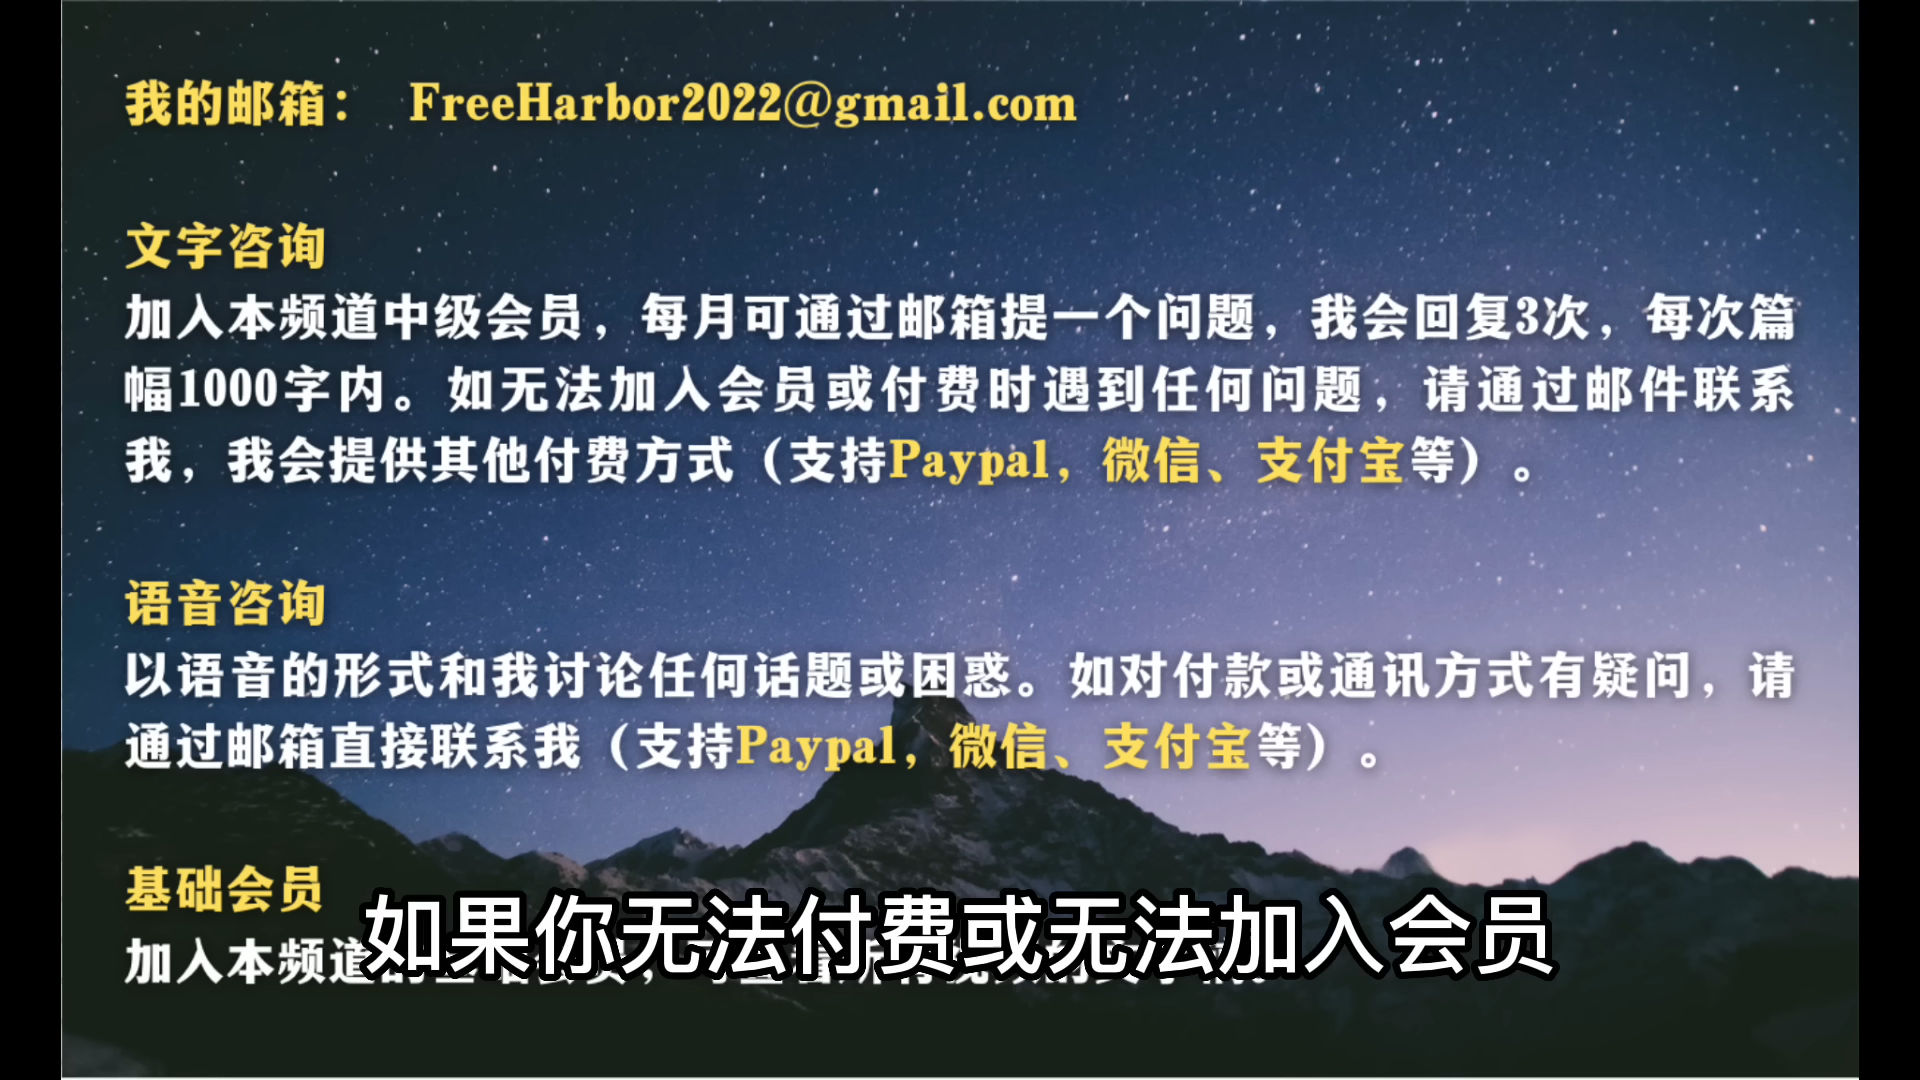 我的邮箱： FreeHarbor2022@gmail.com
文字咨询
加入本频道中级会员，每月可通过邮箱提一个问题，我会回复3次，每次篇
幅1000字内。如无法加入会员或付费时遇到任何问题，请通过邮件联系
我，我会提供其他付费方式（支持Paypal，微信、支付宝等）。
语音咨询
以语音的形式和我讨论任何话题或困惑。如对付款或通讯方式有疑问，请
通过邮箱直接联系我（支持Paypal，微信、支付宝等）。
基础会员
加入本频道
如果你无法付费或无法加入会员